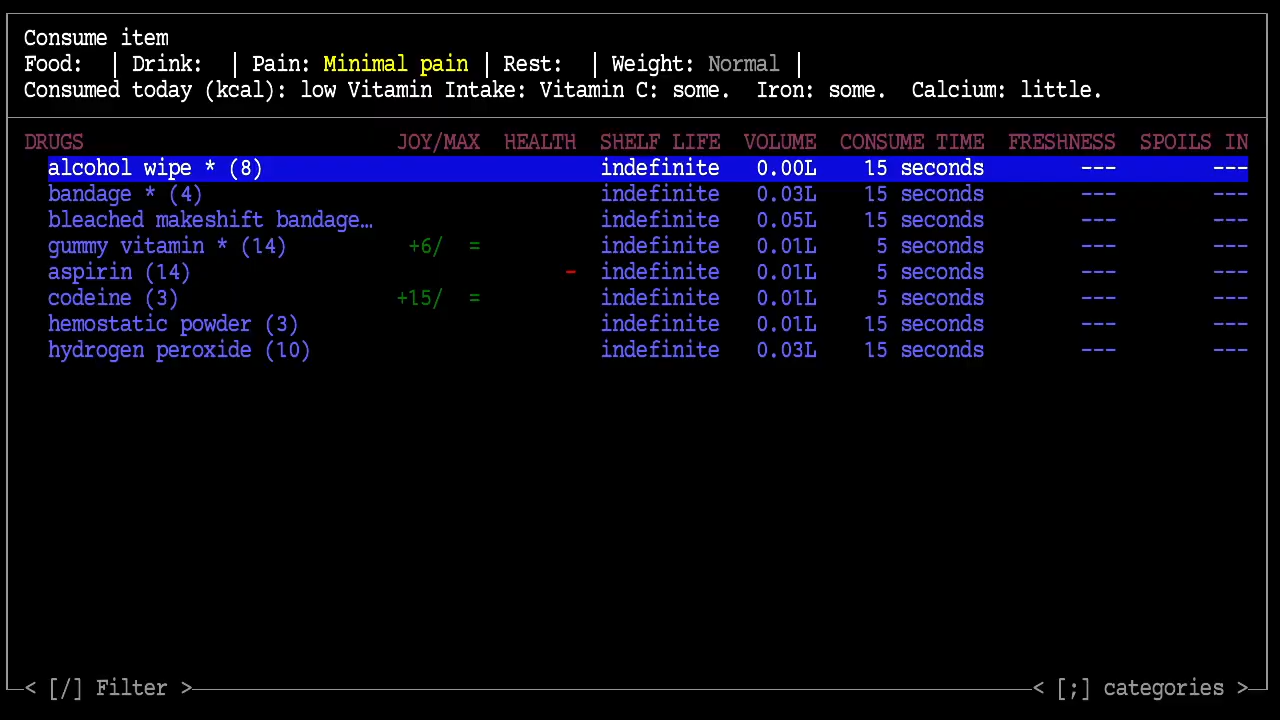 Consume item
Food: | Drink: | Pain: Minimal pain | Rest: | Weight: Normal |
Consumed today (kcal): low Vitamin Intake: Vitamin C: some. Iron: some. Calcium: little.
DRUGS JOY/MAX HEALTH SHELF LIFE VOLUME CONSUME TIME FRESHNESS SPOILS IN
alcohol wipe * (8) indefinite 0.00L 15 seconds --- ---
bandage * (4) indefinite 0.03L 15 seconds --- ---
bleached makeshift bandage… indefinite 0.05L 15 seconds --- ---
gummy vitamin * (14) +6/ = indefinite 0.01L 5 seconds --- ---
aspirin (14) - indefinite 0.01L 5 seconds --- ---
codeine (3) +15/ = indefinite 0.01L 5 seconds --- ---
hemostatic powder (3) indefinite 0.01L 15 seconds --- ---
hydrogen peroxide (10) indefinite 0.03L 15 seconds --- ---
< [/] Filter > < [;] categories >